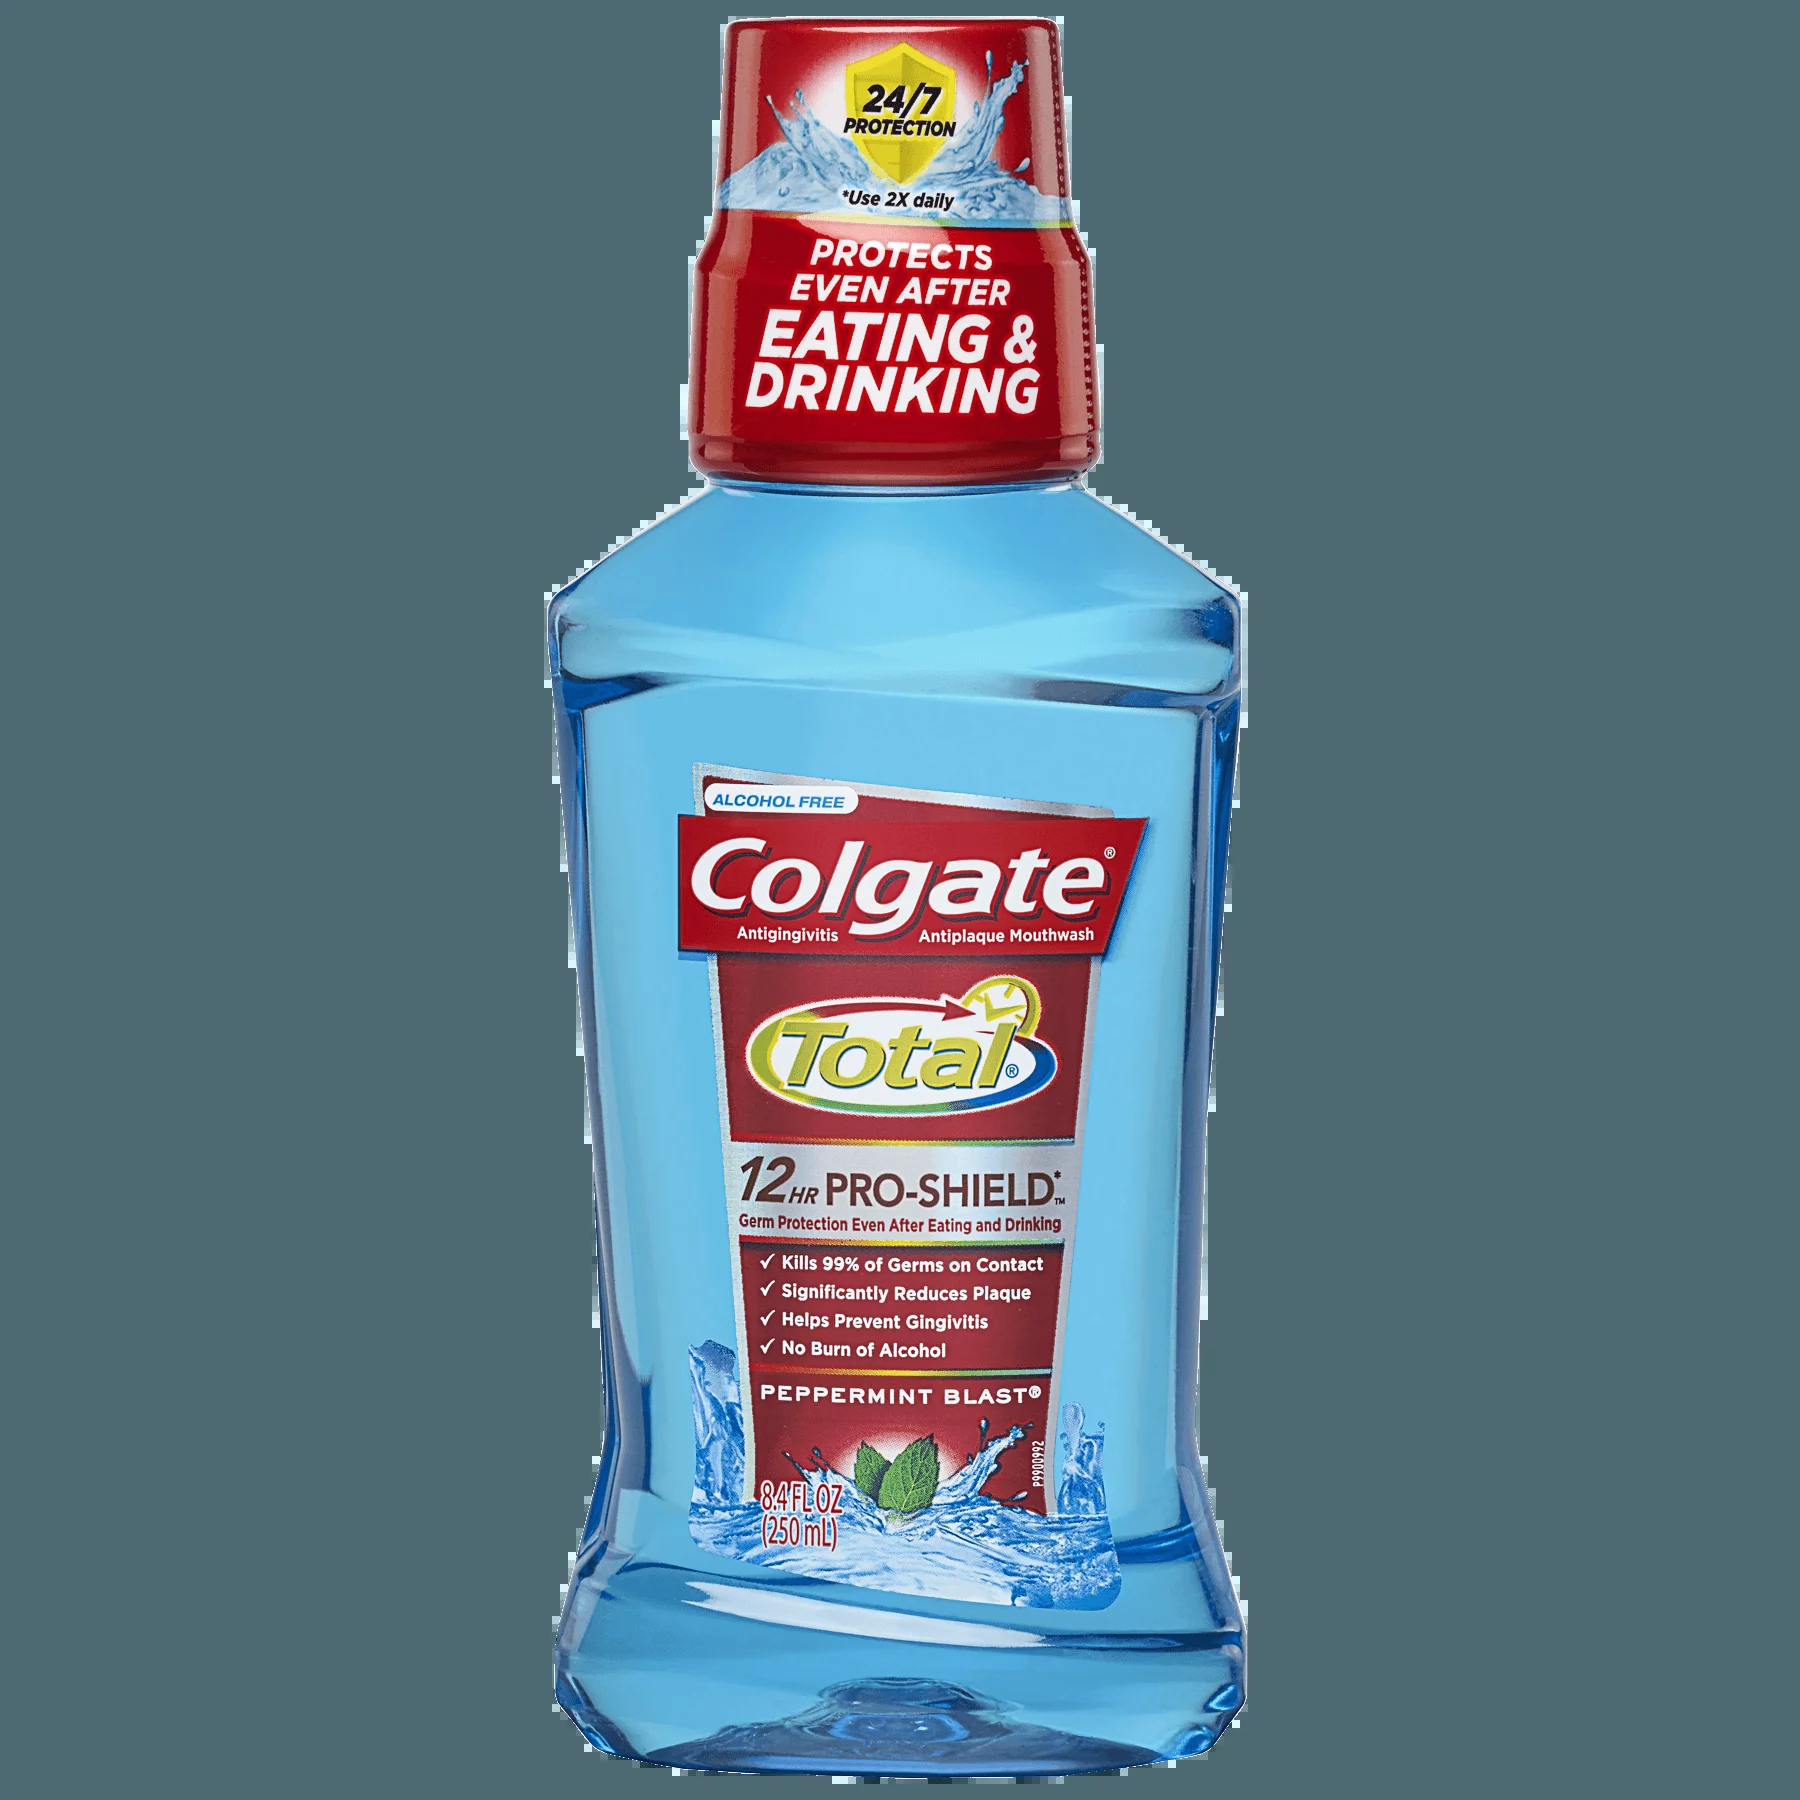 24/7
PROTECTION
*Use 2X daily
PROTECTS
EVEN AFTER
EATING &
DRINKING
ALCOHOL FREE
Colgate®
Antigingivitis Antiplaque Mouthwash
Total®
12HR PRO-SHIELD*™
Germ Protection Even After Eating and Drinking
✓ Kills 99% of Germs on Contact
✓ Significantly Reduces Plaque
✓ Helps Prevent Gingivitis
✓ No Burn of Alcohol
PEPPERMINT BLAST®
8.4 FL OZ
(250 mL)
P9900992